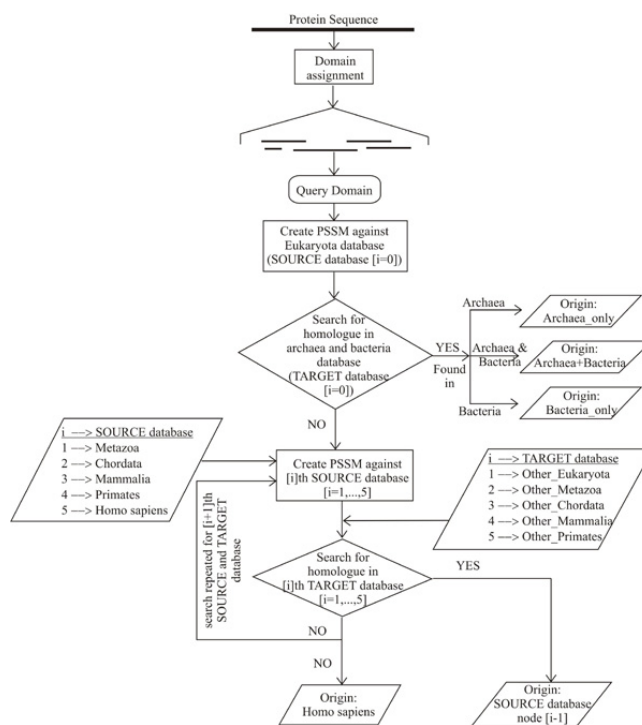 Protein Sequence
Domain
assignment
Query Domain
Create PSSM against
Eukaryota database
(SOURCE database [i=0])
Search for
homologue in
archaea and bacteria
database
(TARGET database
[i=0])
YES
Found
in
Archaea
Archaea &
Bacteria
Bacteria
Origin:
Archaea_only
Origin:
Archaea+Bacteria
Origin:
Bacteria_only
NO
i —> SOURCE database
1 —> Metazoa
2 —> Chordata
3 —> Mammalia
4 —> Primates
5 —> Homo sapiens
Create PSSM against
[i]th SOURCE database
[i=1,...,5]
i —> TARGET database
1 —> Other_Eukaryota
2 —> Other_Metazoa
3 —> Other_Chordata
4 —> Other_Mammalia
5 —> Other_Primates
search repeated for [i+1]th
SOURCE and TARGET
database
Search for
homologue in
[i]th TARGET database
[i=1,...,5]
YES
NO
NO
Origin:
Homo sapiens
Origin:
SOURCE database
node [i-1]